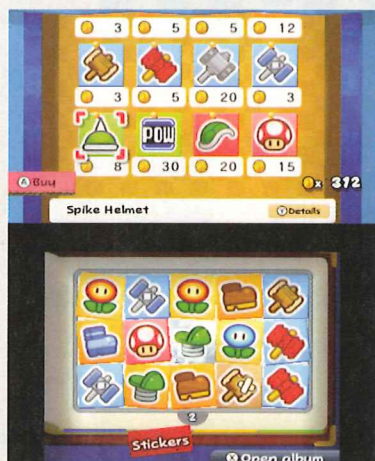 3 5 5 12
3 5 20 3
POW
8 30 20 15
Ⓐ Buy
x 312
Spike Helmet Ⓨ Details
2
Stickers
Ⓧ Open album